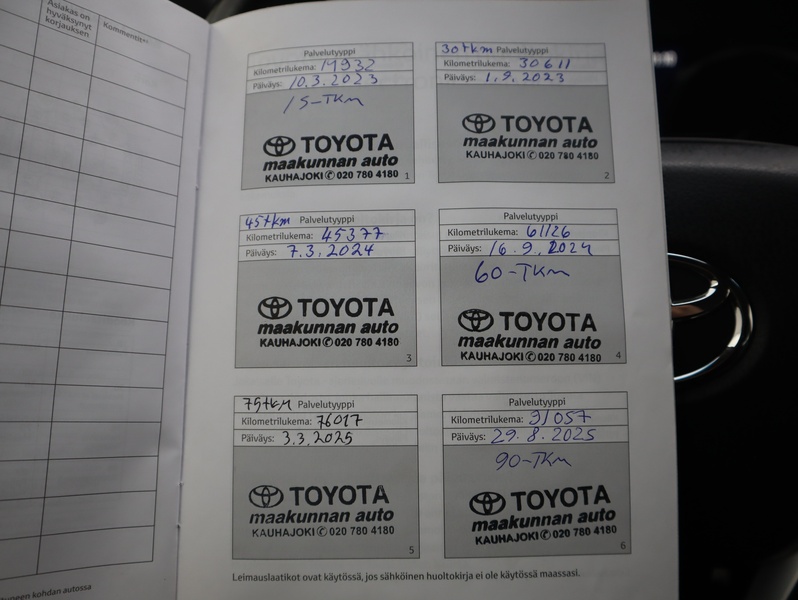 Asiakas on
hyväksynyt
korjauksen
Kommentit
Palvelutyyppi
Kilometrilukema: 14932
Päiväys: 10.3.2023
15-TKM
TOYOTA
maakunnan auto
KAUHAJOKI ✆ 020 780 4180
1
30tkm Palvelutyyppi
Kilometrilukema: 30611
Päiväys: 1.9.2023
TOYOTA
maakunnan auto
KAUHAJOKI ✆ 020 780 4180
2
45tkm Palvelutyyppi
Kilometrilukema: 45377
Päiväys: 7.3.2024
TOYOTA
maakunnan auto
KAUHAJOKI ✆ 020 780 4180
3
Palvelutyyppi
Kilometrilukema: 61126
Päiväys: 16.9.2024
60-TKM
TOYOTA
maakunnan auto
KAUHAJOKI ✆ 020 780 4180
4
75tkm Palvelutyyppi
Kilometrilukema: 76017
Päiväys: 3.3.2025
TOYOTA
maakunnan auto
KAUHAJOKI ✆ 020 780 4180
5
Palvelutyyppi
Kilometrilukema: 91057
Päiväys: 29.8.2025
90-TKM
TOYOTA
maakunnan auto
KAUHAJOKI ✆ 020 780 4180
6
Leimauslaatikot ovat käytössä, jos sähköinen huoltokirja ei ole käytössä maassasi.
kohdan autossa